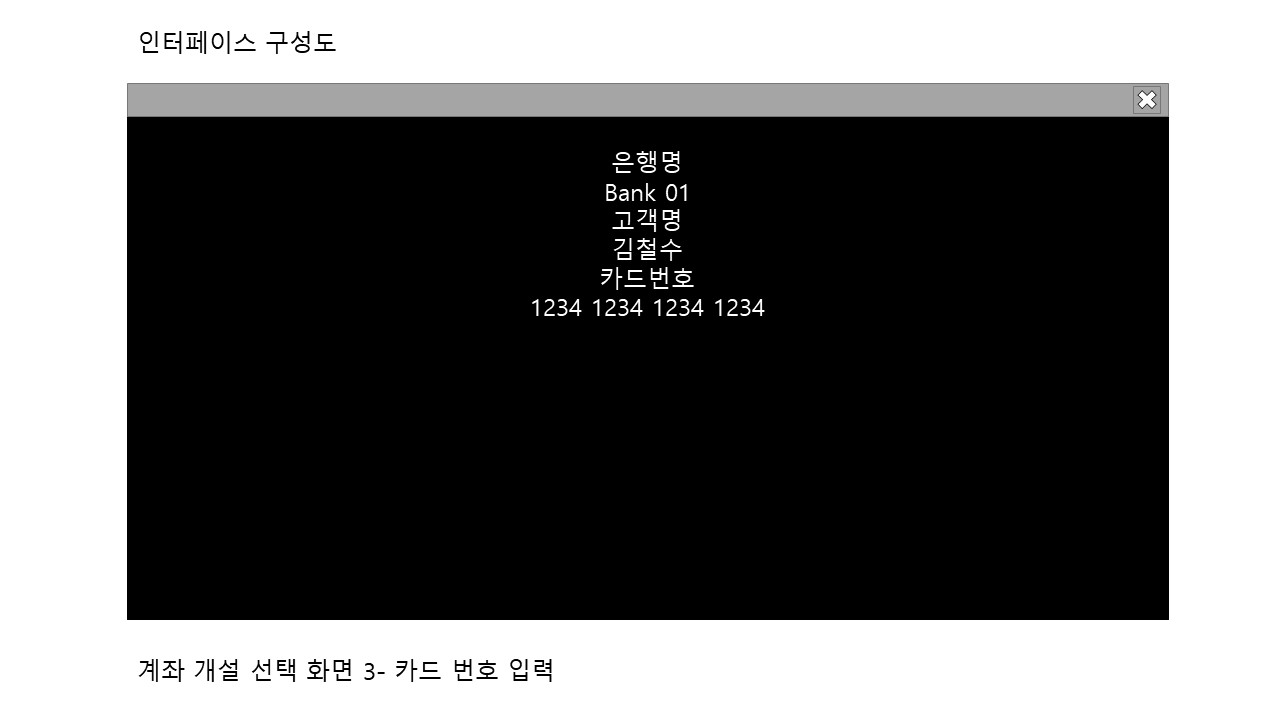 인터페이스 구성도
은행명
Bank 01
고객명
김철수
카드번호
1234 1234 1234 1234
계좌 개설 선택 화면 3- 카드 번호 입력